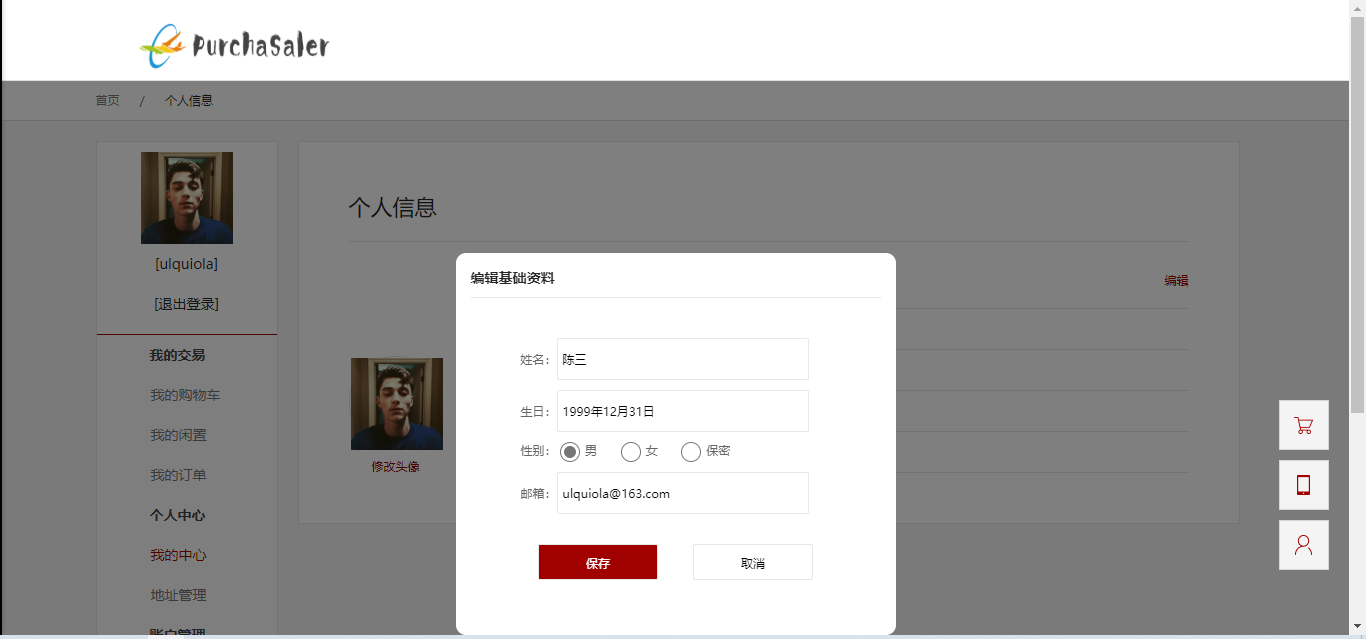 PurchaSaler
首页 / 个人信息
[ulquiola]
[退出登录]
我的交易
我的购物车
我的闲置
我的订单
个人中心
我的中心
地址管理
账户管理
个人信息
编辑
修改头像
编辑基础资料
姓名: 陈三
生日: 1999年12月31日
性别: 男 女 保密
邮箱: ulquiola@163.com
保存 取消